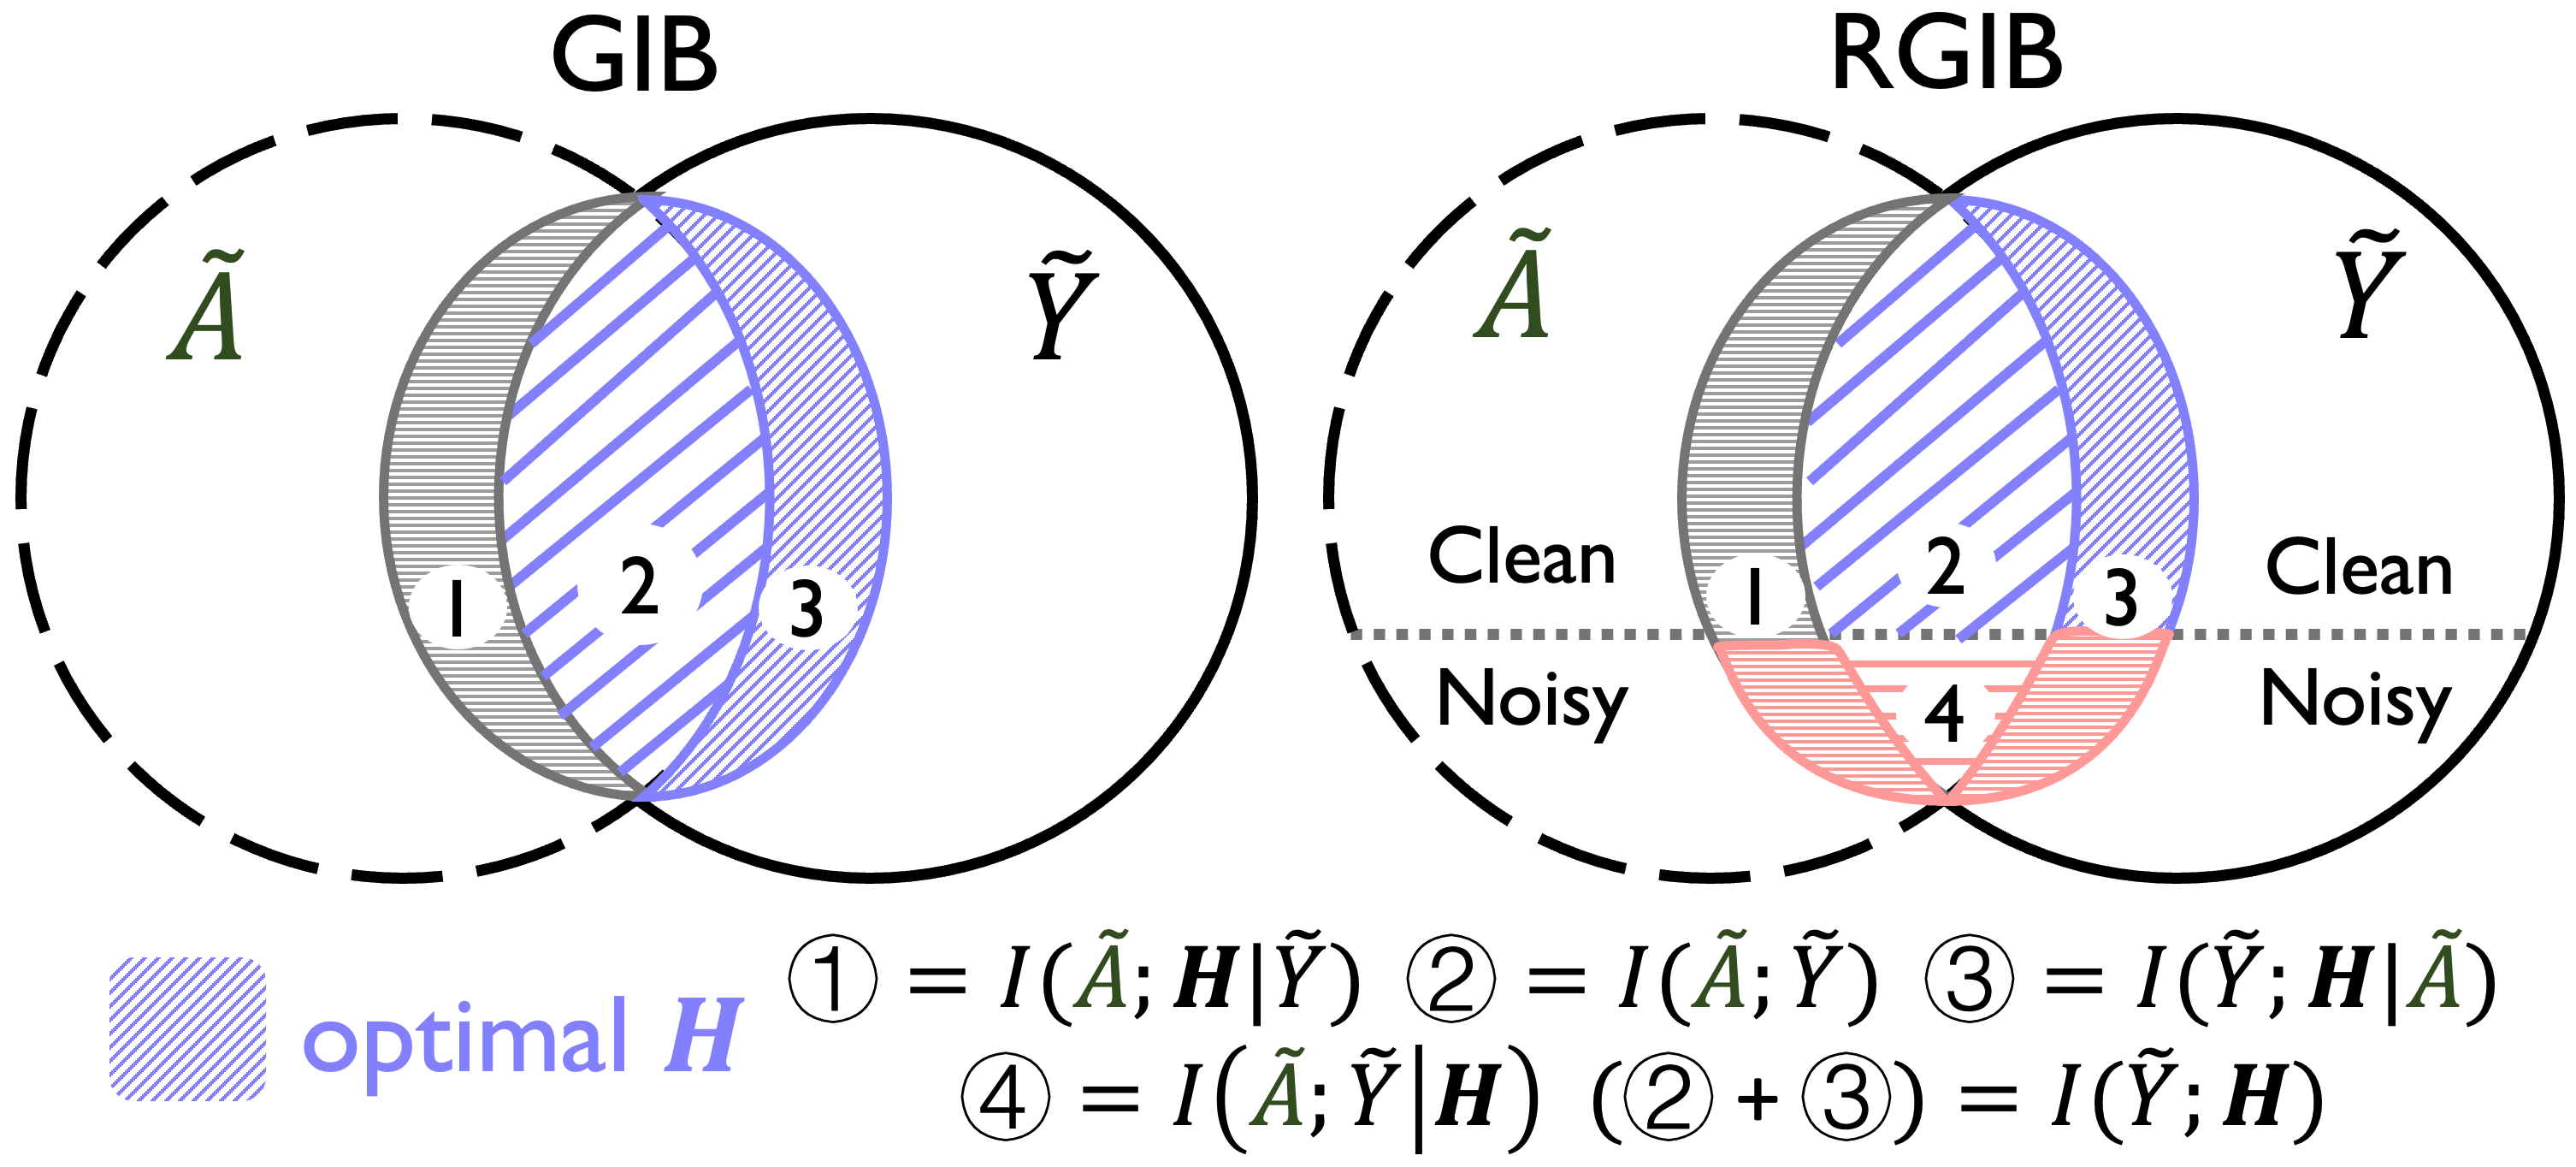 GIB
RGIB
Ã
Ỹ
Ã
Ỹ
1
2
3
Clean
1
2
3
Clean
Noisy
4
Noisy
optimal H
① = I(Ã; H|Ỹ) ② = I(Ã; Ỹ) ③ = I(Ỹ; H|Ã)
④ = I(Ã; Ỹ|H) (② + ③) = I(Ỹ; H)